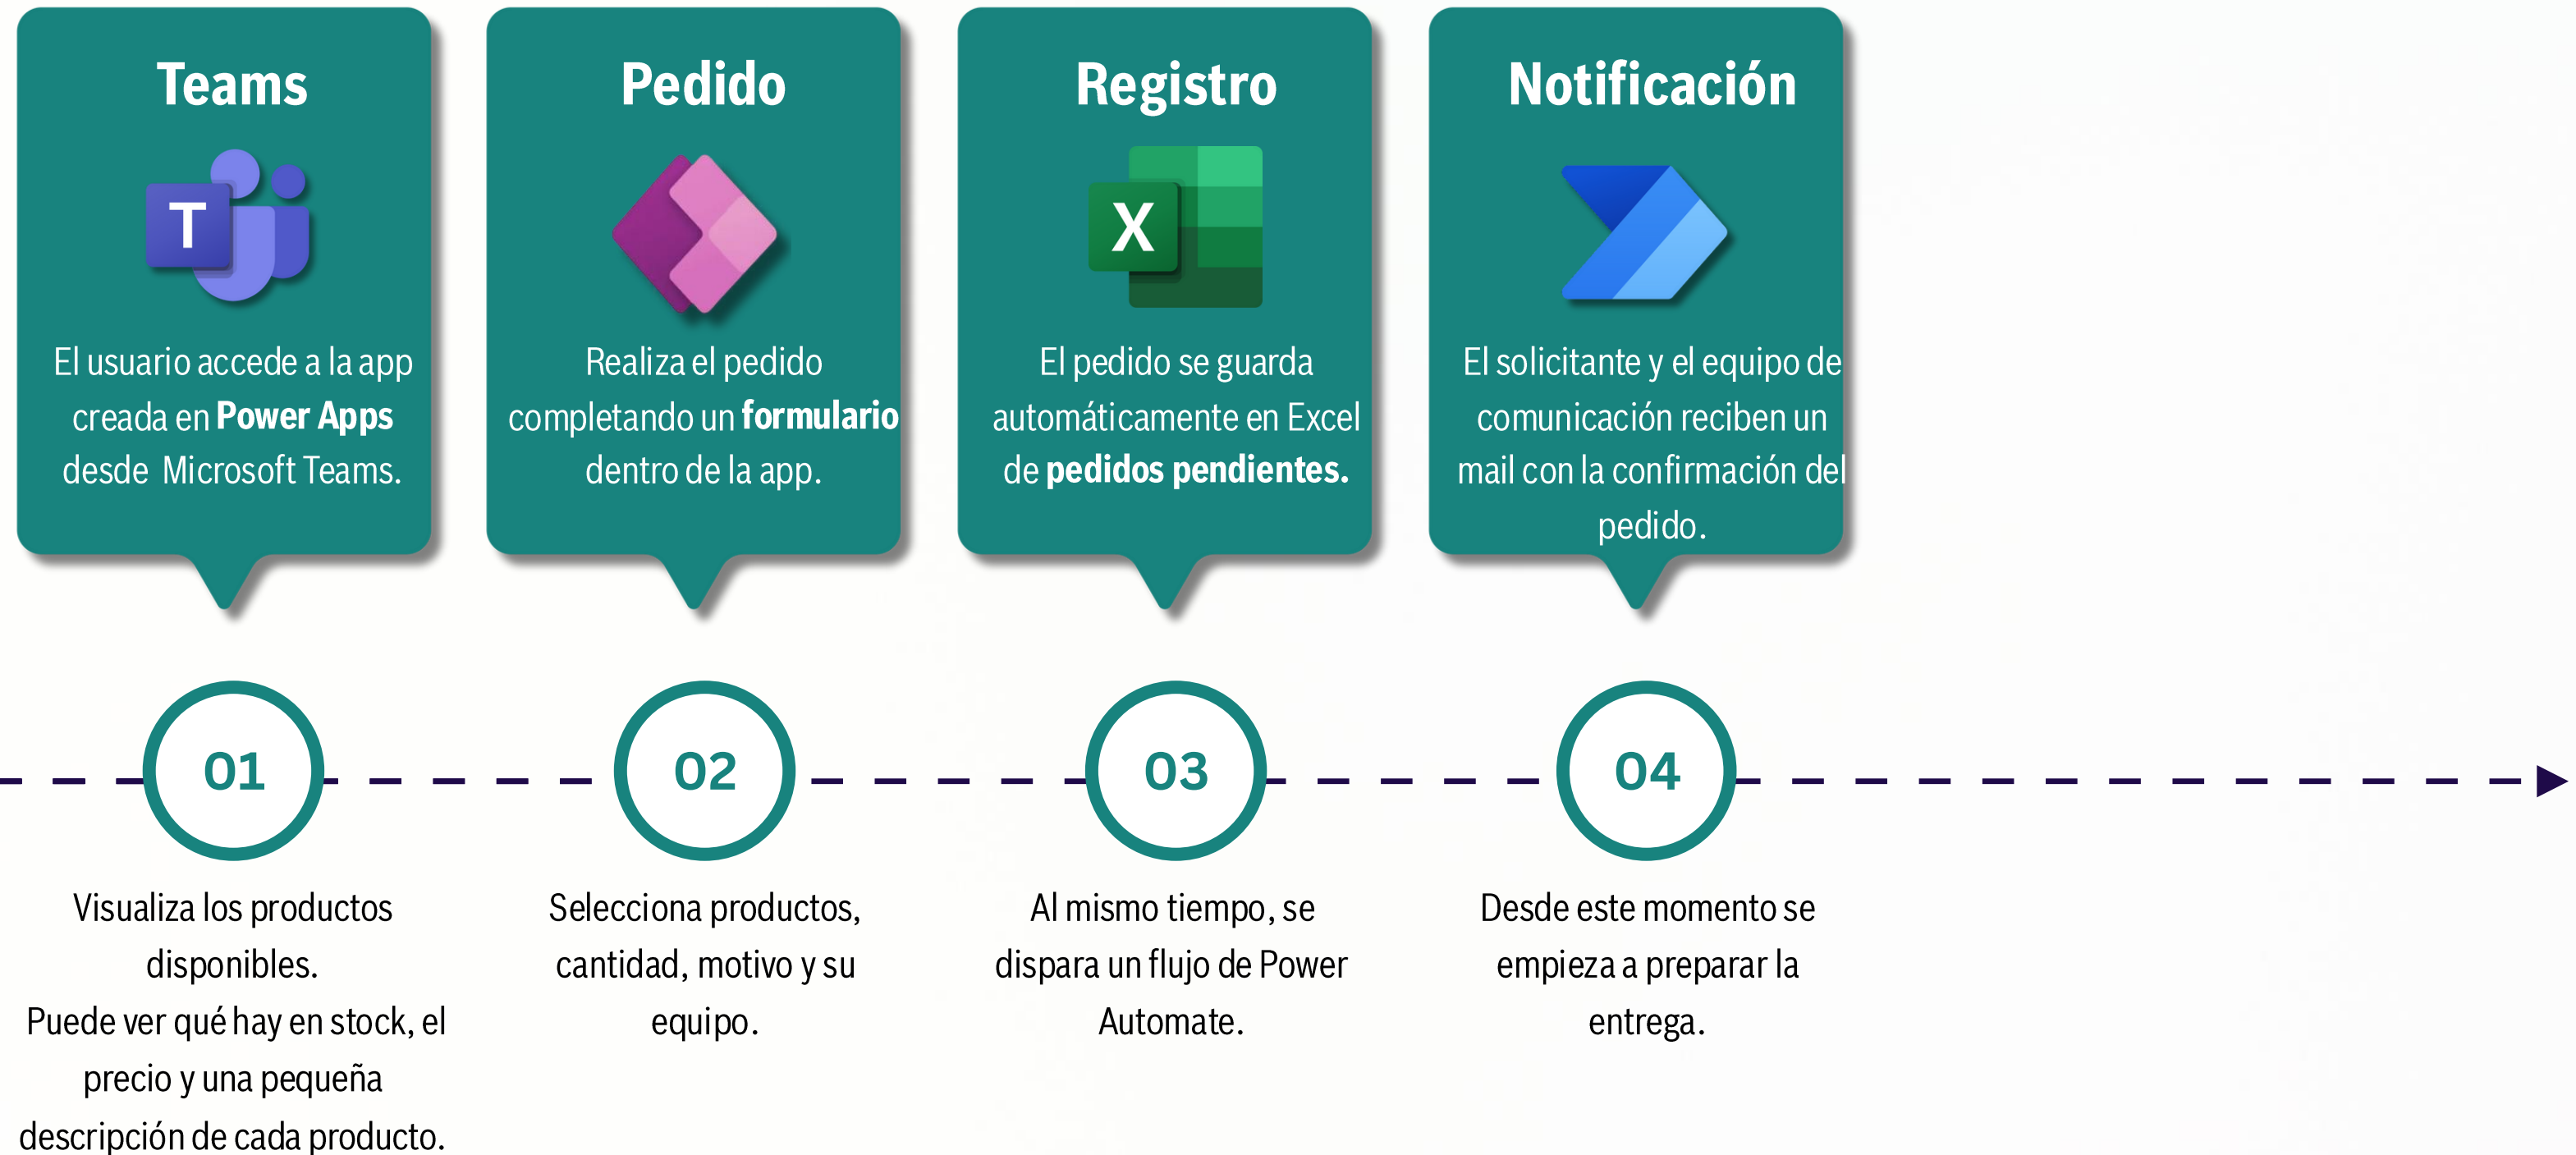 Teams
T
El usuario accede a la app
creada en Power Apps
desde Microsoft Teams.
Pedido
Realiza el pedido
completando un formulario
dentro de la app.
Registro
X
El pedido se guarda
automáticamente en Excel
de pedidos pendientes.
Notificación
El solicitante y el equipo de
comunicación reciben un
mail con la confirmación del
pedido.
01
Visualiza los productos
disponibles.
Puede ver qué hay en stock, el
precio y una pequeña
descripción de cada producto.
02
Selecciona productos,
cantidad, motivo y su
equipo.
03
Al mismo tiempo, se
dispara un flujo de Power
Automate.
04
Desde este momento se
empieza a preparar la
entrega.